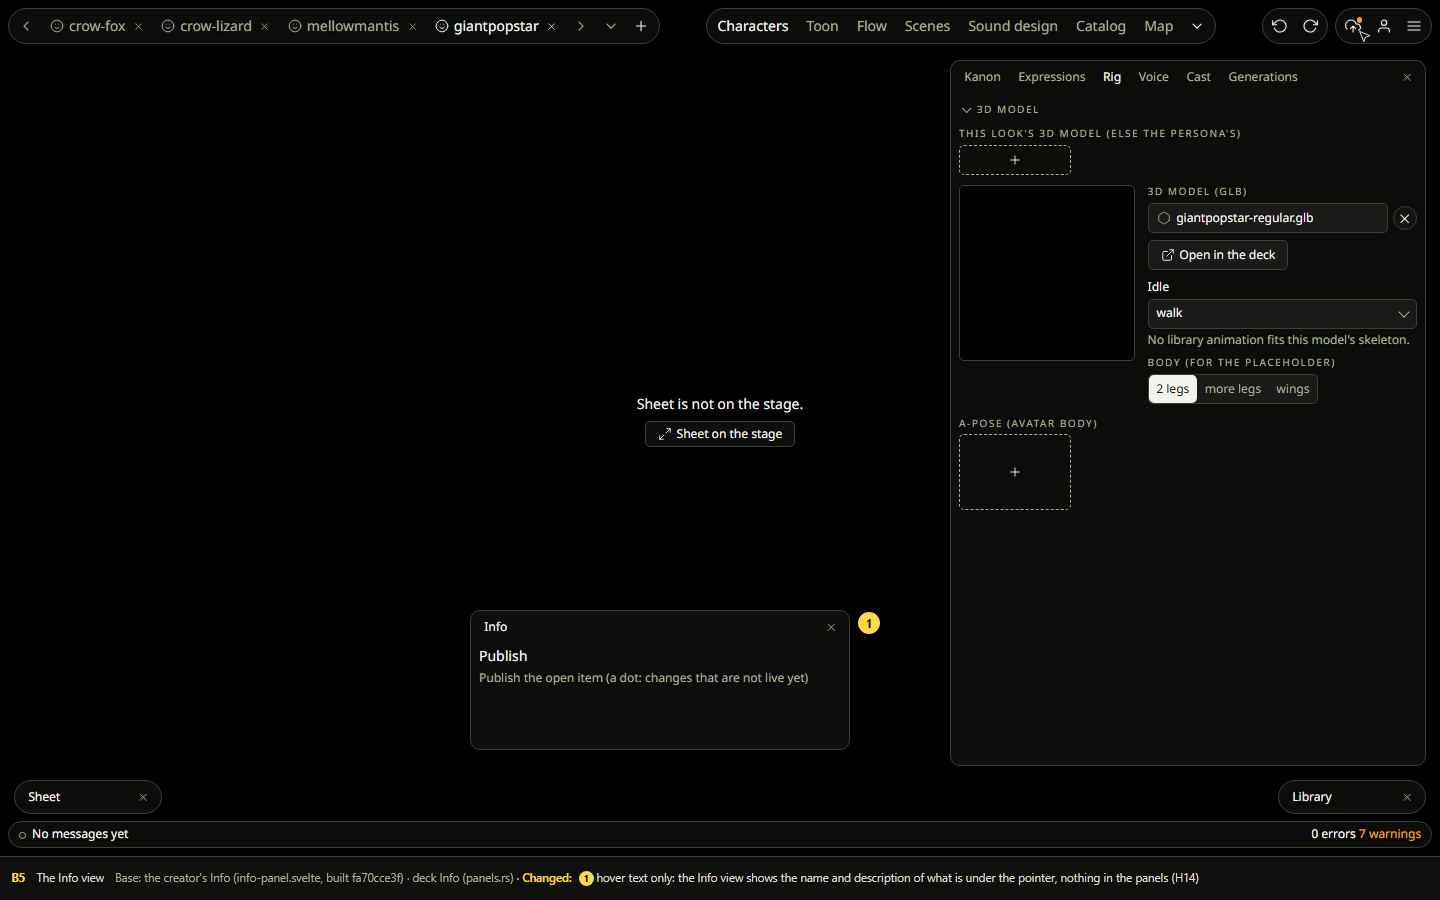 crow-fox crow-lizard mellowmantis giantpopstar
Characters Toon Flow Scenes Sound design Catalog Map
Kanon Expressions Rig Voice Cast Generations
3D MODEL
THIS LOOK'S 3D MODEL (ELSE THE PERSONA'S)
3D MODEL (GLB)
giantpopstar-regular.glb
Open in the deck
Idle
walk
No library animation fits this model's skeleton.
BODY (FOR THE PLACEHOLDER)
2 legs more legs wings
A-POSE (AVATAR BODY)
Sheet is not on the stage.
Sheet on the stage
Info
1
Publish
Publish the open item (a dot: changes that are not live yet)
Sheet
Library
No messages yet
0 errors 7 warnings
B5 The Info view Base: the creator's Info (info-panel.svelte, built fa70cce3f) · deck Info (panels.rs) · Changed: 1 hover text only: the Info view shows the name and description of what is under the pointer, nothing in the panels (H14)